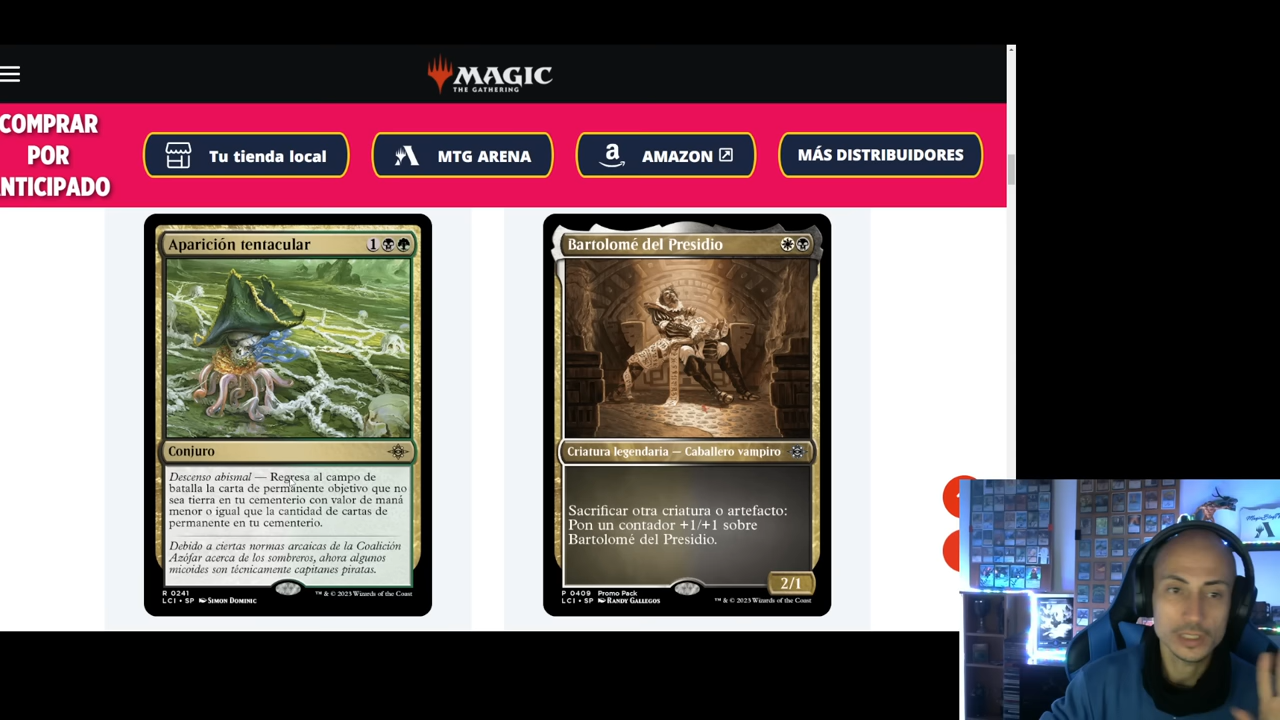 MAGIC
THE GATHERING
COMPRAR
POR
NTICIPADO
Tu tienda local
MTG ARENA
AMAZON
MÁS DISTRIBUIDORES
Aparición tentacular
1
Conjuro
Descenso abismal — Regresa al campo de
batalla la carta de permanente objetivo que no
sea tierra en tu cementerio con valor de maná
menor o igual que la cantidad de cartas de
permanente en tu cementerio.
Debido a ciertas normas arcaicas de la Coalición
Azófar acerca de los sombreros, ahora algunos
micoides son técnicamente capitanes piratas.
R 0241
LCI • SP Simon Dominic
™ & © 2023 Wizards of the Coast
Bartolomé del Presidio
Criatura legendaria — Caballero vampiro
Sacrificar otra criatura o artefacto:
Pon un contador +1/+1 sobre
Bartolomé del Presidio.
2/1
P 0409 Promo Pack
LCI • SP Randy Gallegos
™ & © 2023 Wizards of the Coast